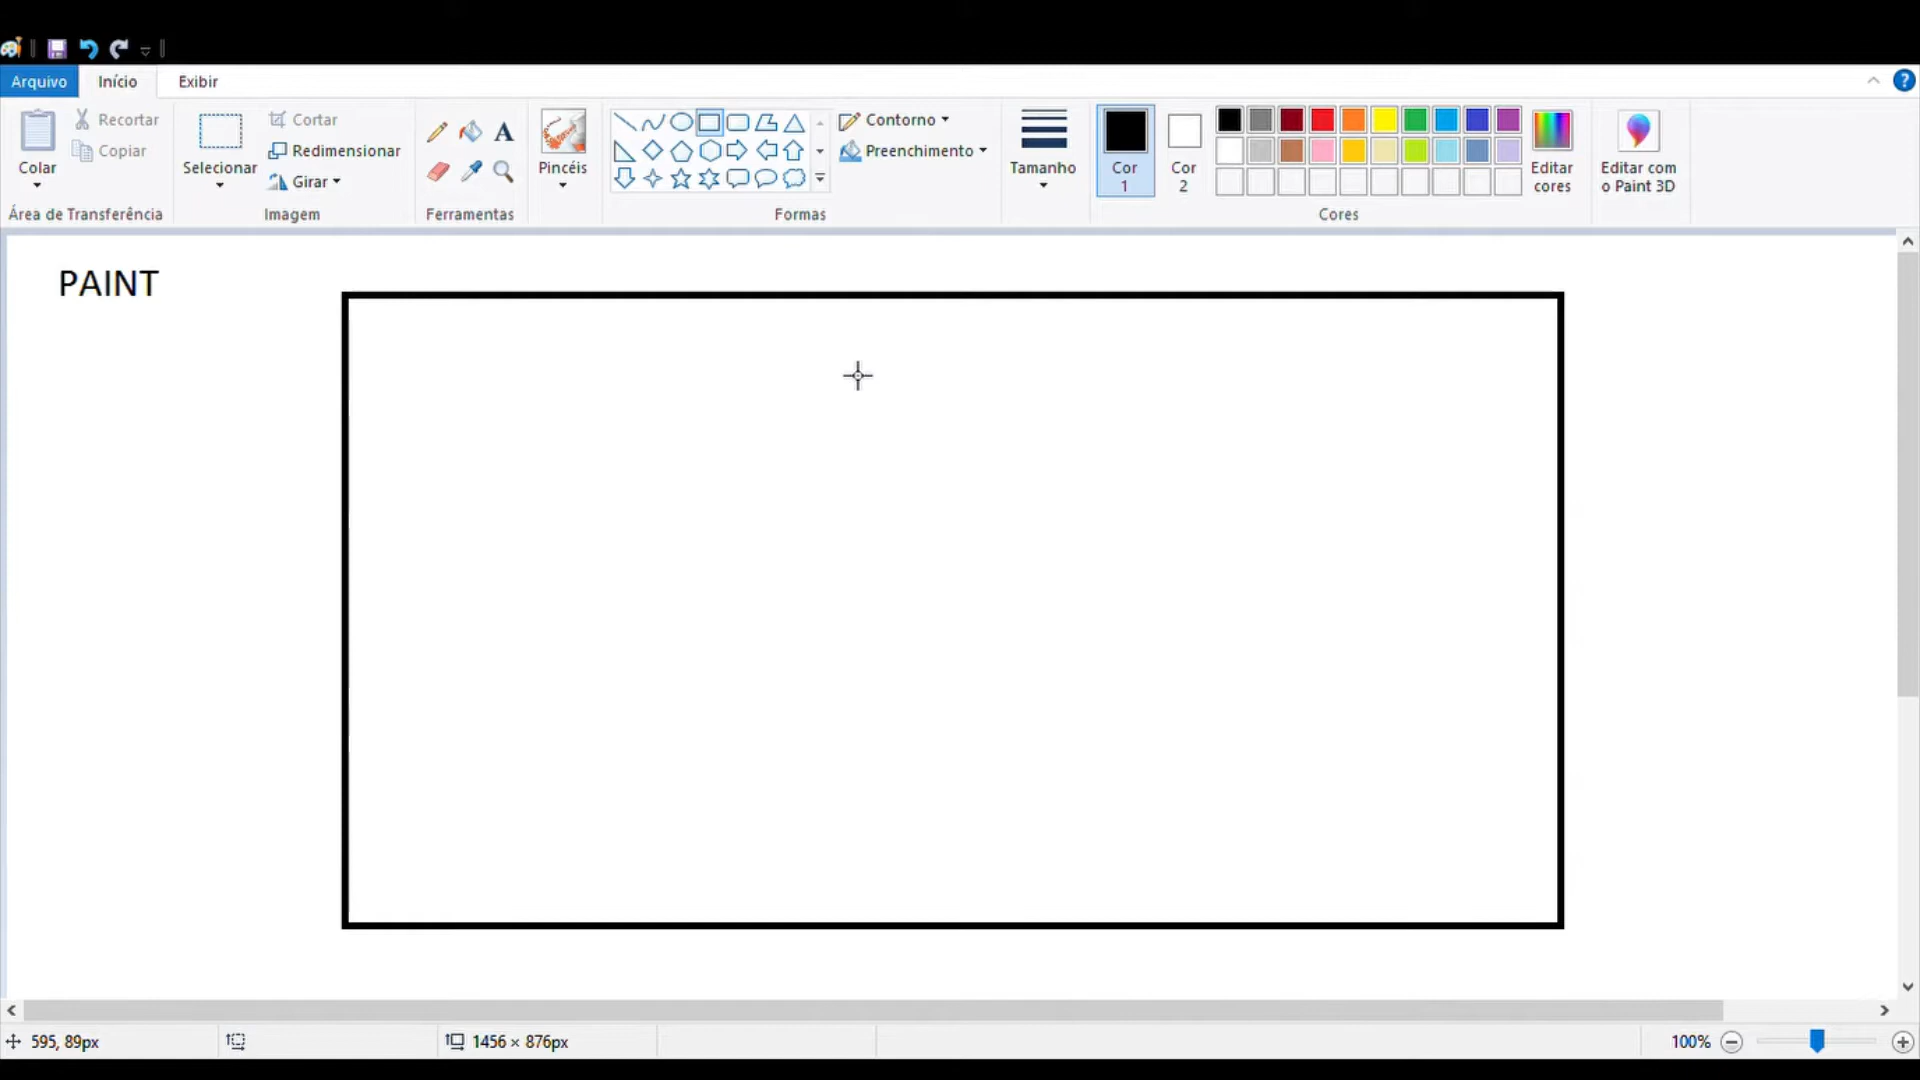 Arquivo Início Exibir ?
Colar Recortar Copiar Selecionar Cortar Redimensionar Girar A Pincéis Contorno Preenchimento Tamanho Cor 1 Cor 2 Editar cores Editar com o Paint 3D
Área de Transferência Imagem Ferramentas Formas Cores
PAINT
595, 89px 1456 × 876px 100%